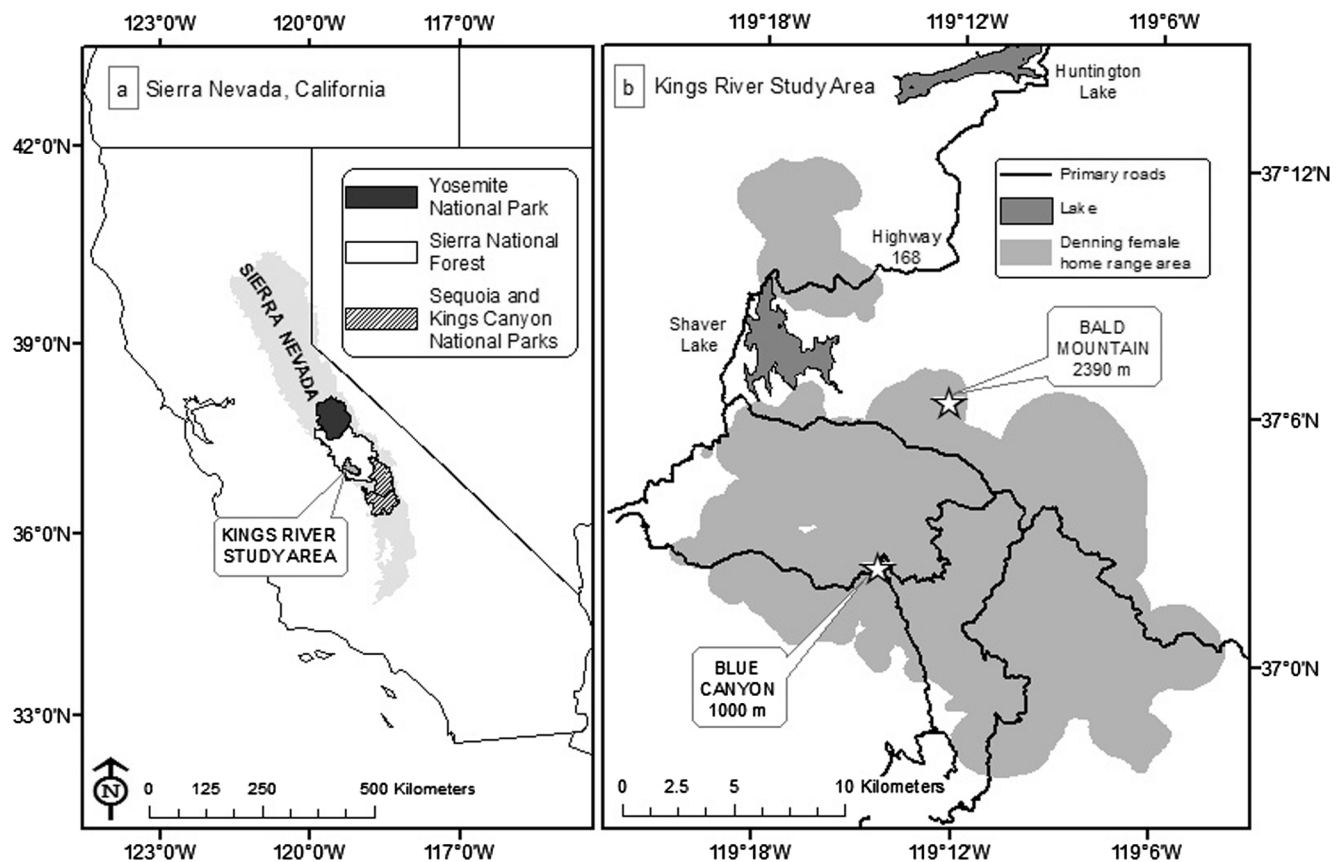 123°0'W 120°0'W 117°0'W
119°18'W 119°12'W 119°6'W
a Sierra Nevada, California
42°0'N
39°0'N
36°0'N
33°0'N
Yosemite
National Park
Sierra National
Forest
Sequoia and
Kings Canyon
National Parks
SIERRA NEVADA
KINGS RIVER
STUDY AREA
N
0 125 250 500 Kilometers
123°0'W 120°0'W 117°0'W
b Kings River Study Area
Huntington
Lake
Primary roads
Lake
Denning female
home range area
37°12'N
37°6'N
37°0'N
Highway
168
Shaver
Lake
BALD
MOUNTAIN
2390 m
BLUE
CANYON
1000 m
0 2.5 5 10 Kilometers
119°18'W 119°12'W 119°6'W